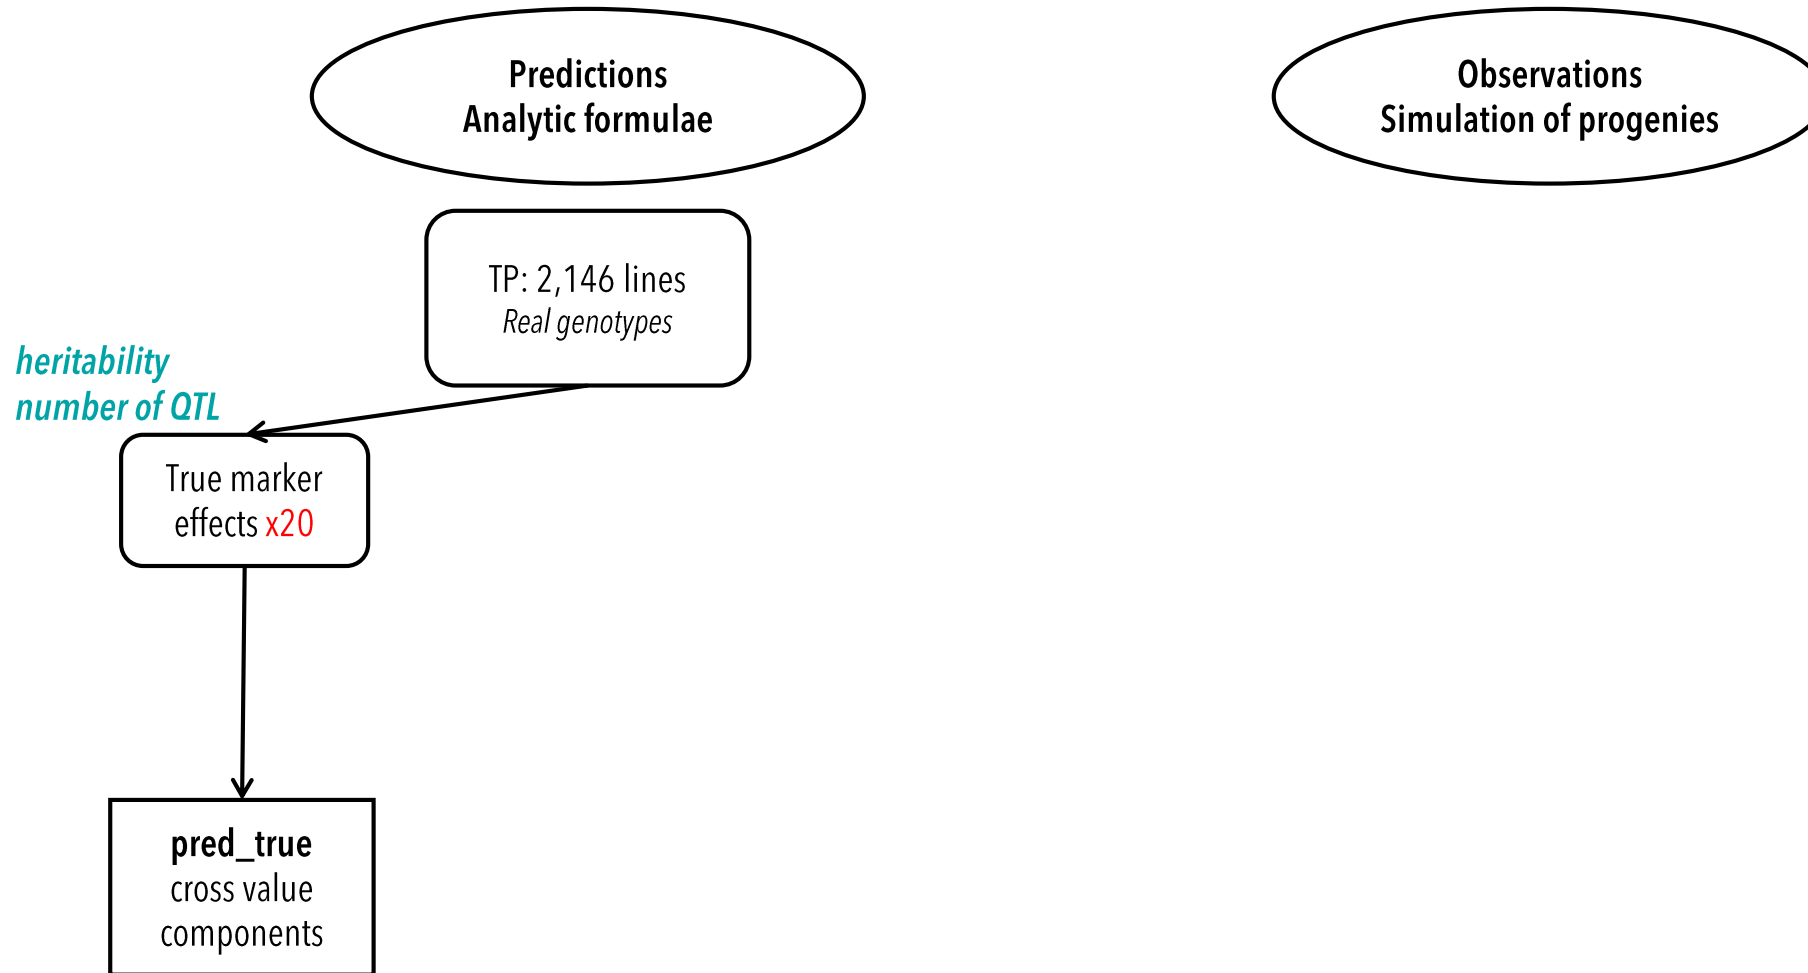 Predictions
Analytic formulae
Observations
Simulation of progenies
TP: 2,146 lines
Real genotypes
heritability
number of QTL
True marker
effects x20
pred_true
cross value
components